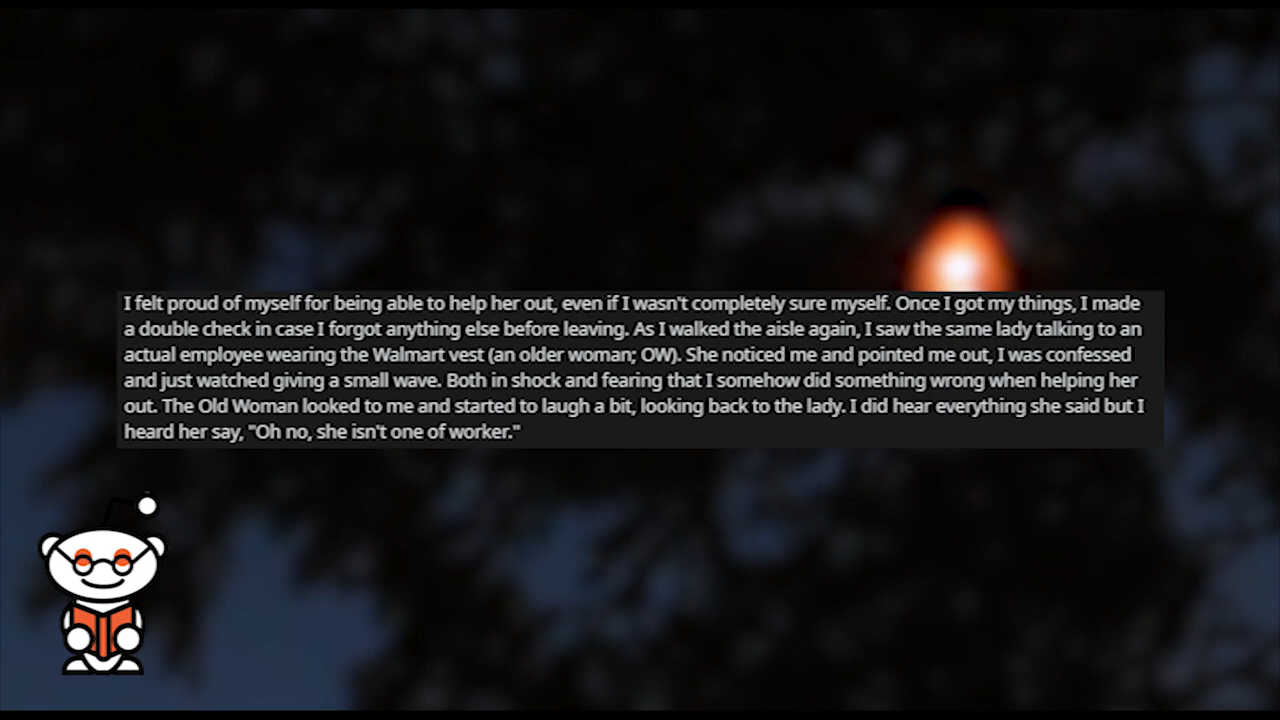 I felt proud of myself for being able to help her out, even if I wasn't completely sure myself. Once I got my things, I made
a double check in case I forgot anything else before leaving. As I walked the aisle again, I saw the same lady talking to an
actual employee wearing the Walmart vest (an older woman; OW). She noticed me and pointed me out, I was confessed
and just watched giving a small wave. Both in shock and fearing that I somehow did something wrong when helping her
out. The Old Woman looked to me and started to laugh a bit, looking back to the lady. I did hear everything she said but I
heard her say, "Oh no, she isn't one of worker."